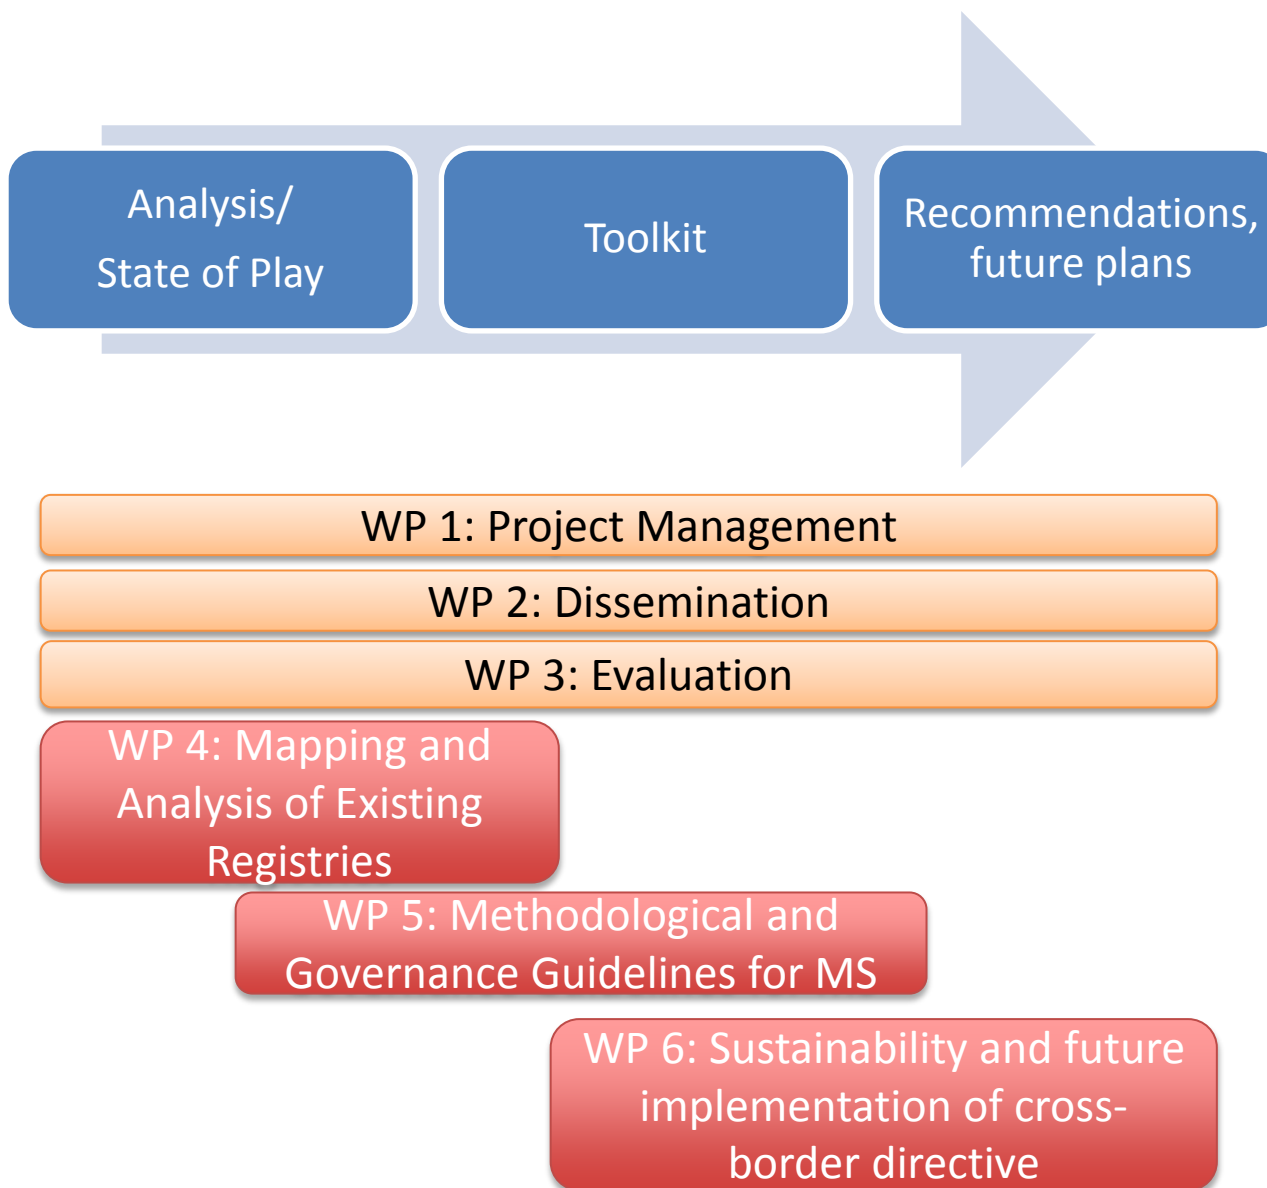 Analysis/
State of Play
Toolkit
Recommendations,
future plans
WP 1: Project Management
WP 2: Dissemination
WP 3: Evaluation
WP 4: Mapping and
Analysis of Existing
Registries
WP 5: Methodological and
Governance Guidelines for MS
WP 6: Sustainability and future
implementation of cross-
border directive